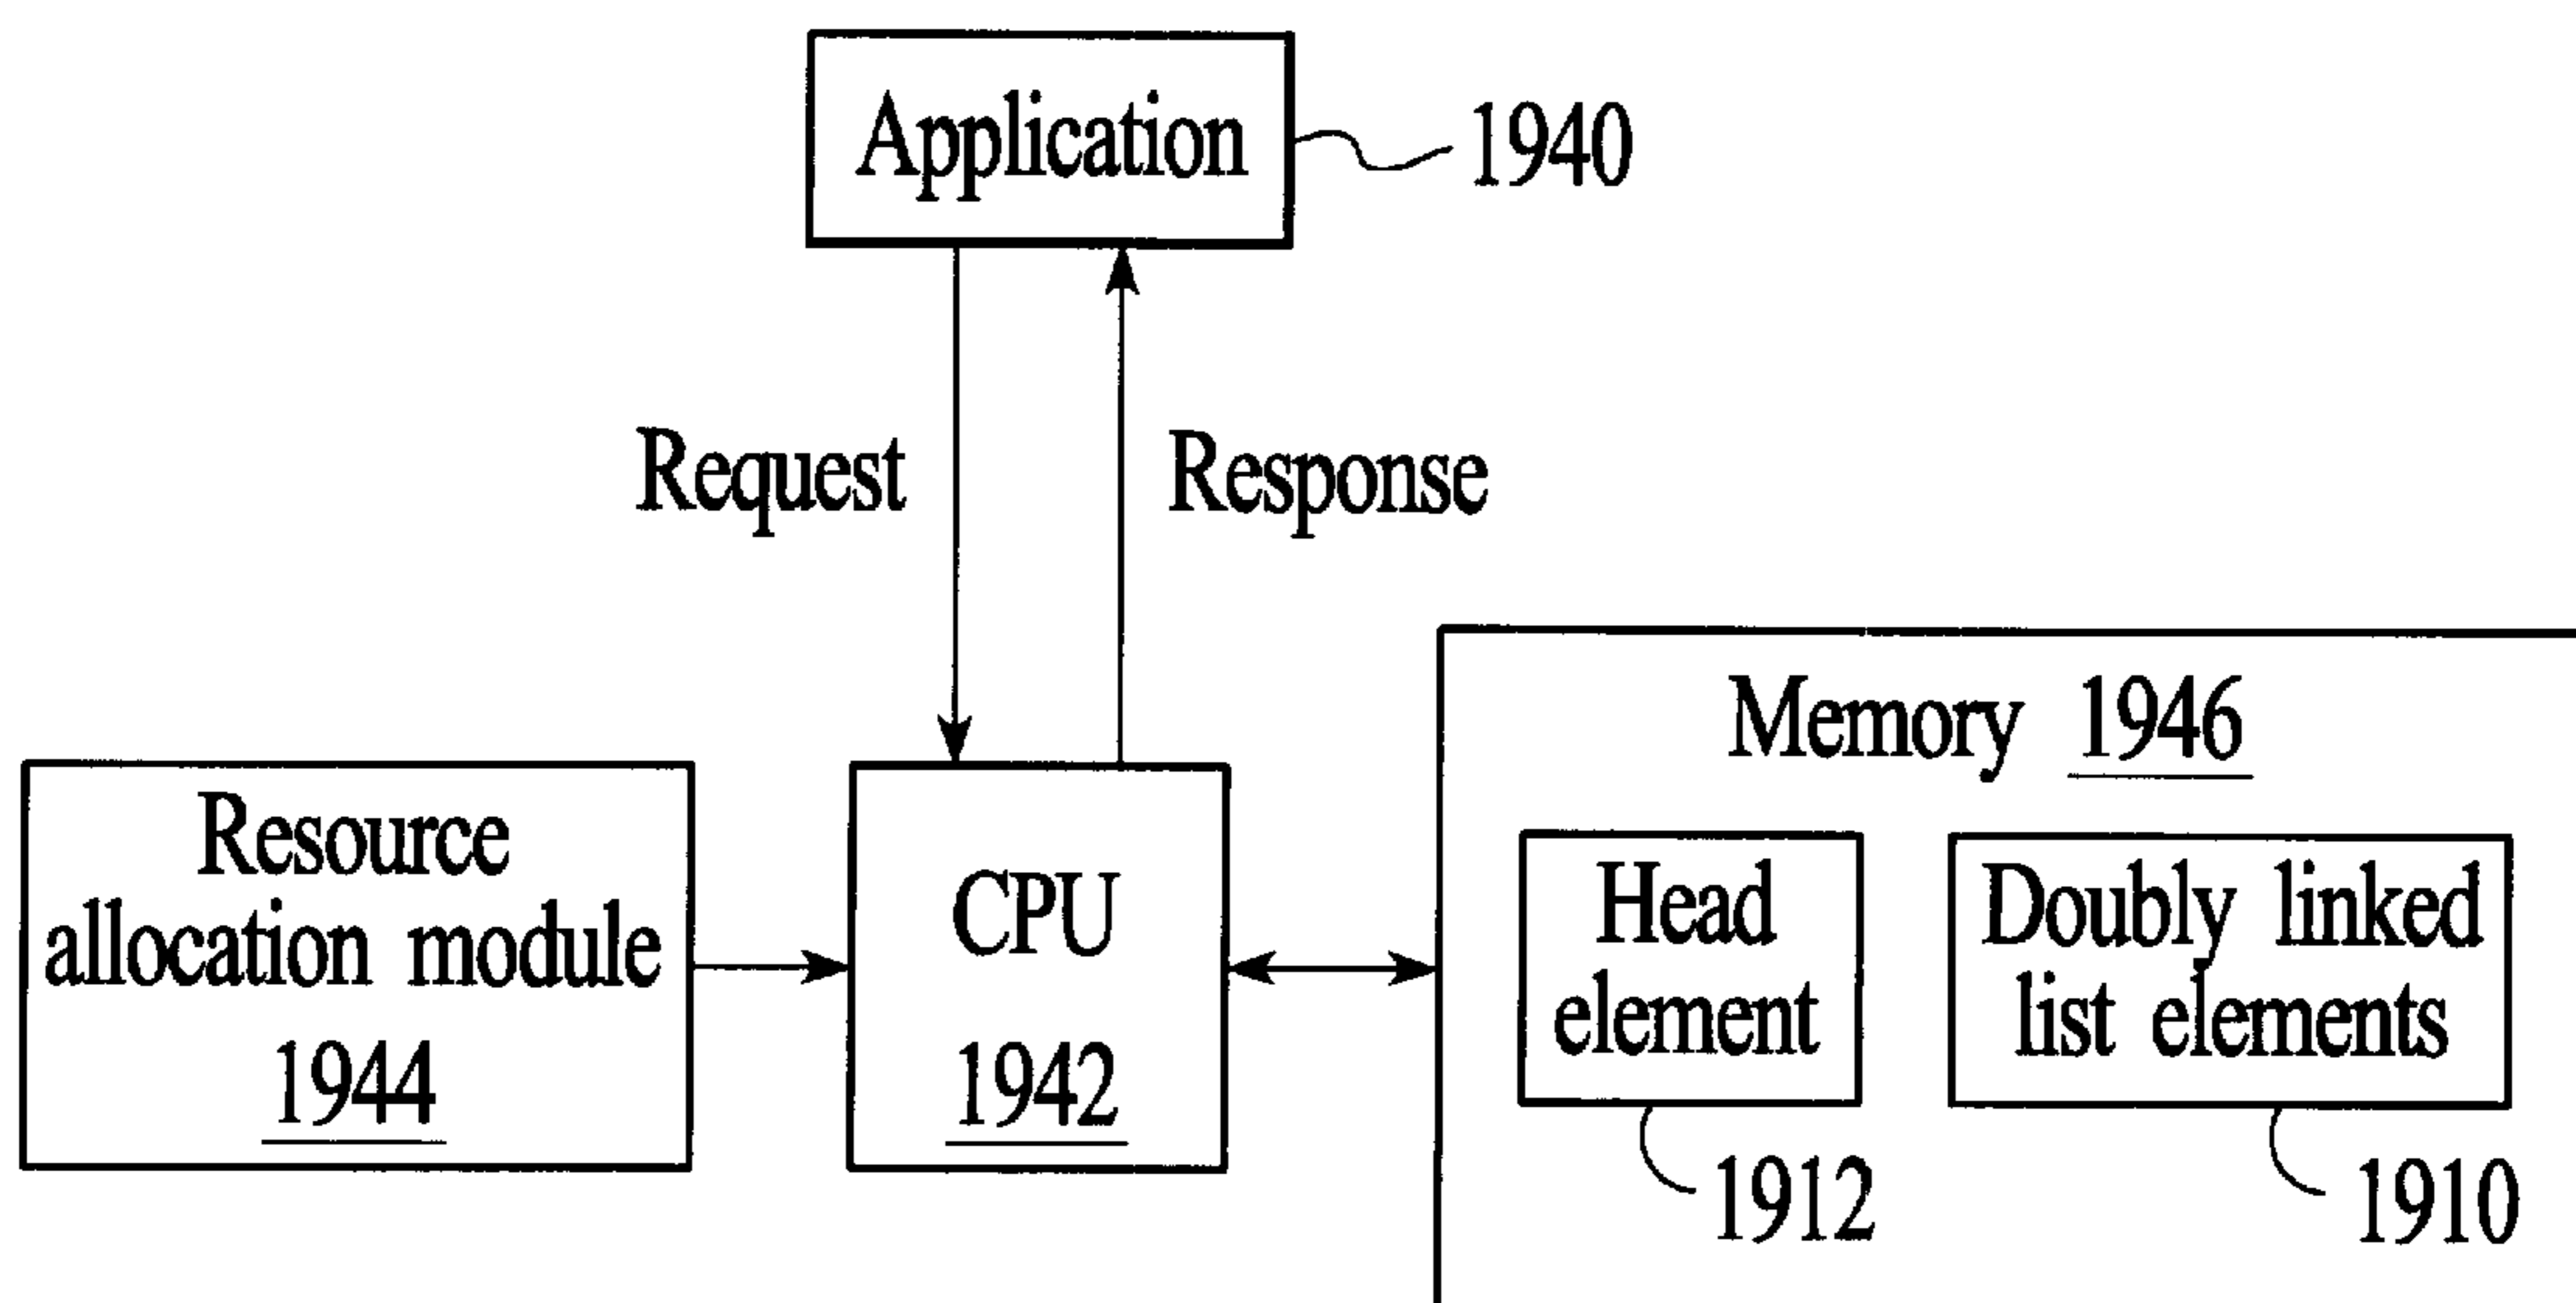 Application
1940
Request
Response
Memory 1946
Resource
allocation module
1944
CPU
1942
Head
element
1912
Doubly linked
list elements
1910